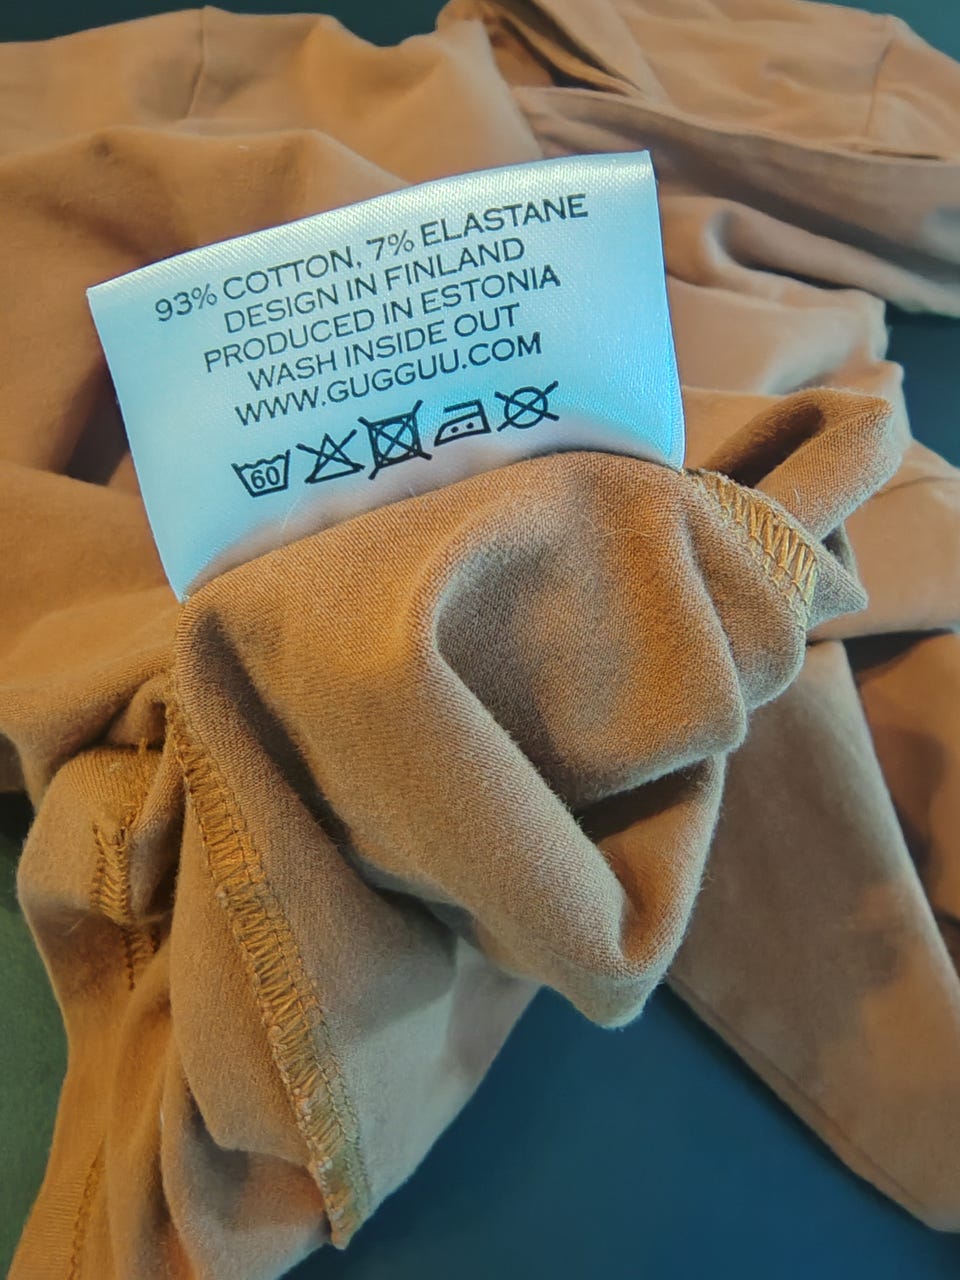 93% COTTON, 7% ELASTANE
DESIGN IN FINLAND
PRODUCED IN ESTONIA
WASH INSIDE OUT
WWW.GUGGUU.COM
60